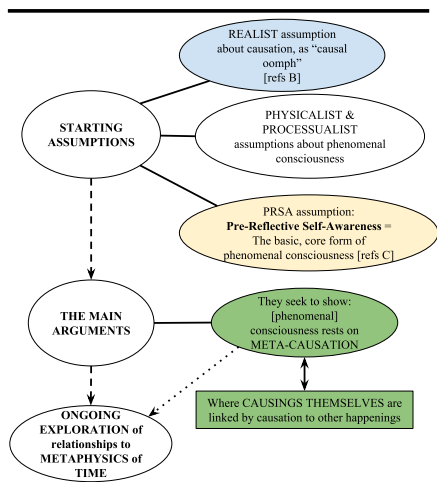 REALIST assumption
about causation, as “causal
oomph”
[refs B]
STARTING
ASSUMPTIONS
PHYSICALIST &
PROCESSUALIST
assumptions about phenomenal
consciousness
PRSA assumption:
Pre-Reflective Self-Awareness =
The basic, core form of
phenomenal consciousness [refs C]
THE MAIN
ARGUMENTS
They seek to show:
[phenomenal]
consciousness rests on
META-CAUSATION
Where CAUSINGS THEMSELVES are
linked by causation to other happenings
ONGOING
EXPLORATION of
relationships to
METAPHYSICS of
TIME